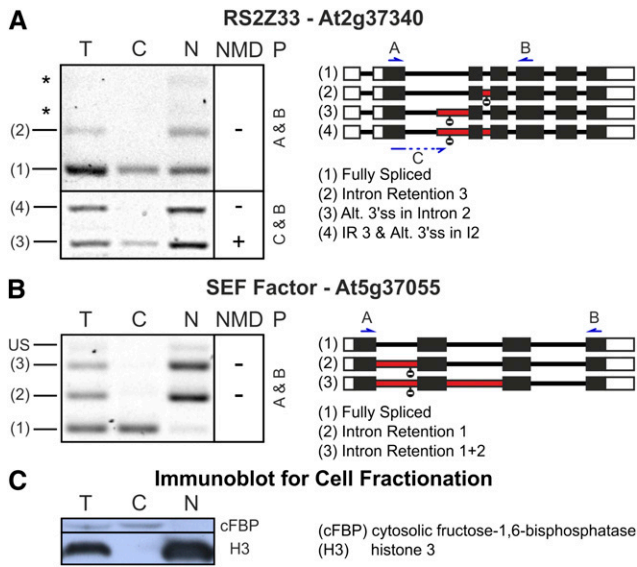 A
RS2Z33 - At2g37340
T C N NMD P
*
*
(2) -
(1)
A & B
(4) -
(3) +
C & B
A B
(1)
(2)
(3)
(4)
C
(1) Fully Spliced
(2) Intron Retention 3
(3) Alt. 3'ss in Intron 2
(4) IR 3 & Alt. 3'ss in I2
B
SEF Factor - At5g37055
T C N NMD P
US
(3) -
(2) -
(1)
A & B
A B
(1)
(2)
(3)
(1) Fully Spliced
(2) Intron Retention 1
(3) Intron Retention 1+2
C
Immunoblot for Cell Fractionation
T C N
cFBP
H3
(cFBP) cytosolic fructose-1,6-bisphosphatase
(H3) histone 3